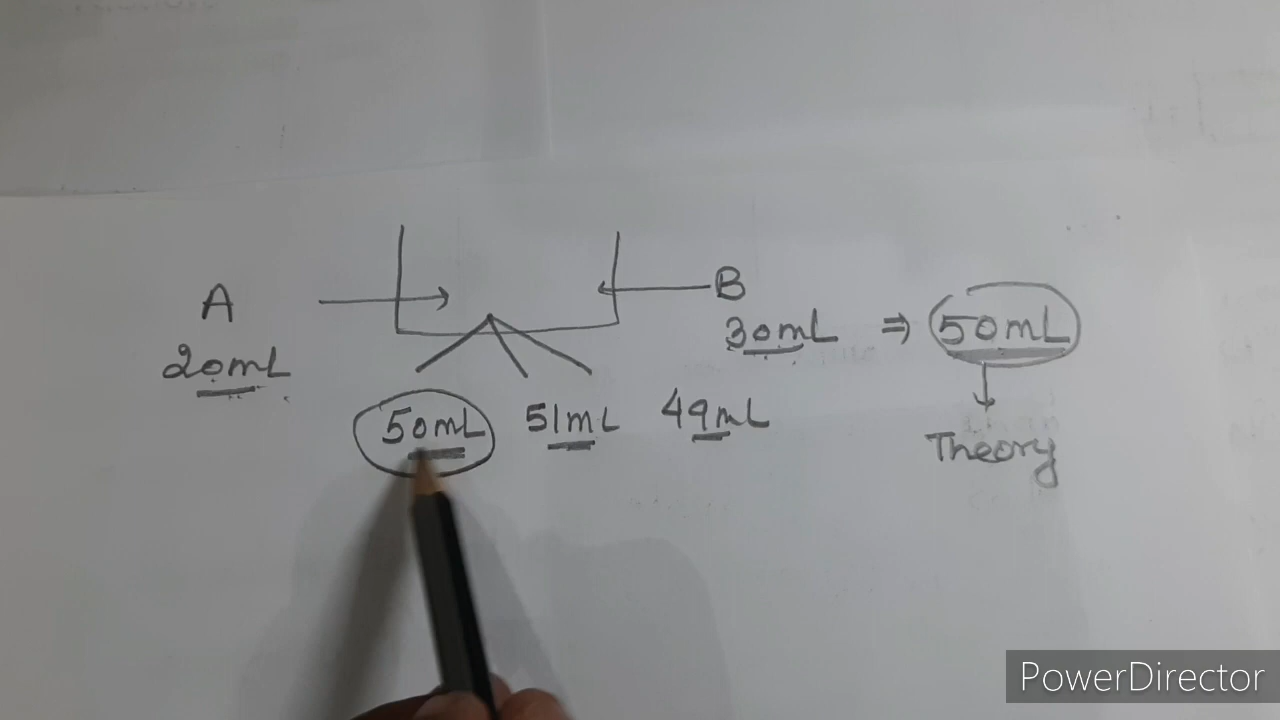 A
B
20mL
30mL ⇒ 50mL
50mL 51mL 49mL
Theory
PowerDirector